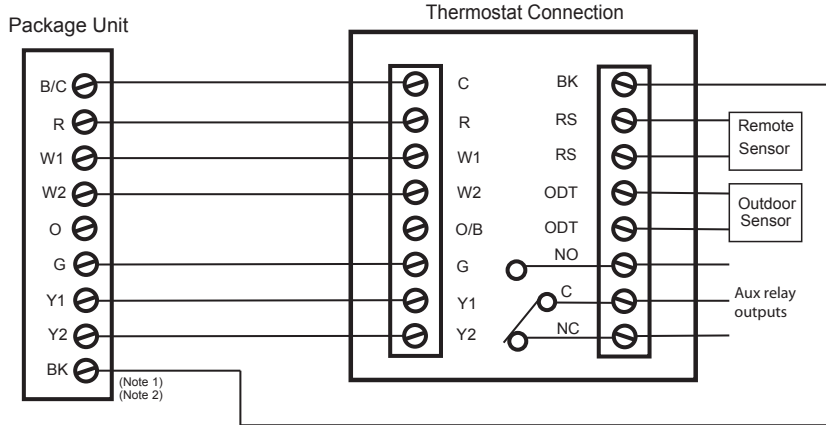 Thermostat Connection
Package Unit
B/C
R
W1
W2
O
G
Y1
Y2
BK
(Note 1)
(Note 2)
C
R
W1
W2
O/B
G
Y1
Y2
BK
RS
RS
ODT
ODT
NO
C
NC
Remote
Sensor
Outdoor
Sensor
Aux relay
outputs